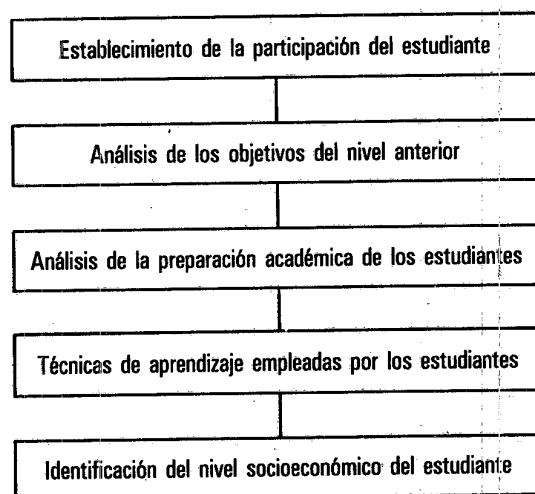 Establecimiento de la participación del estudiante
Análisis de los objetivos del nivel anterior
Análisis de la preparación académica de los estudiantes
Técnicas de aprendizaje empleadas por los estudiantes
Identificación del nivel socioeconómico del estudiante